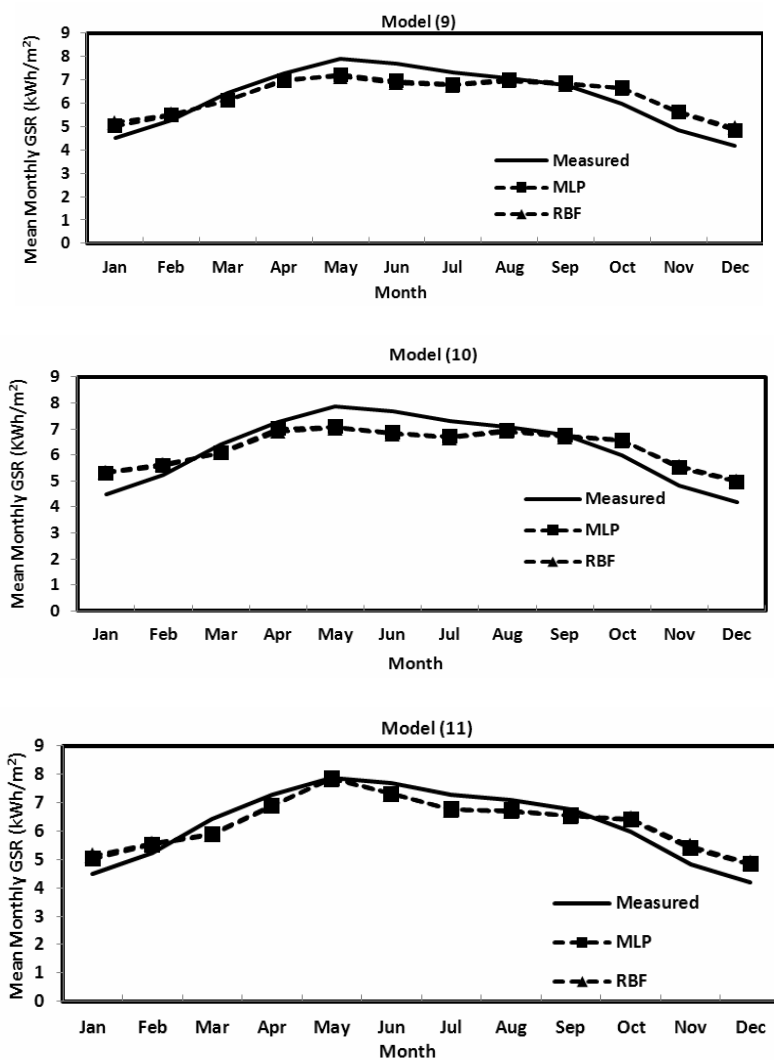 Model (9)
Mean Monthly GSR (kWh/m²)
9
8
7
6
5
4
3
2
1
0
Measured
MLP
RBF
Jan Feb Mar Apr May Jun Jul Aug Sep Oct Nov Dec
Month
Model (10)
Mean Monthly GSR (kWh/m²)
9
8
7
6
5
4
3
2
1
0
Measured
MLP
RBF
Jan Feb Mar Apr May Jun Jul Aug Sep Oct Nov Dec
Month
Model (11)
Mean Monthly GSR (kWh/m²)
9
8
7
6
5
4
3
2
1
0
Measured
MLP
RBF
Jan Feb Mar Apr May Jun Jul Aug Sep Oct Nov Dec
Month